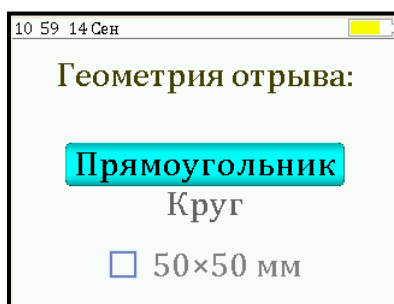 10 59 14 Сен
Геометрия отрыва:
Прямоугольник
Круг
50×50 мм